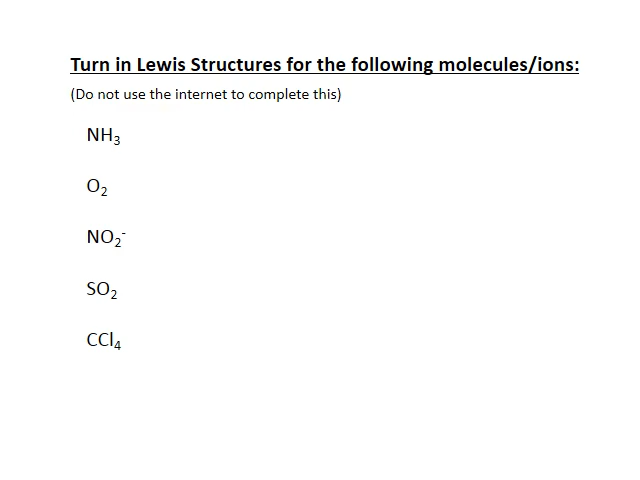 Turn in Lewis Structures for the following molecules/ions:
(Do not use the internet to complete this)
NH₃
O₂
NO₂⁻
SO₂
CCl₄